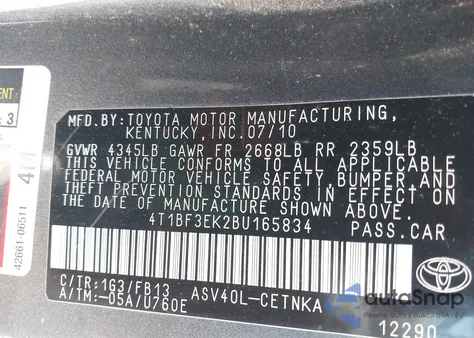 MFD.BY:TOYOTA MOTOR MANUFACTURING,
KENTUCKY, INC. 07/10
GVWR 4345LB GAWR FR 2668LB RR 2359LB
THIS VEHICLE CONFORMS TO ALL APPLICABLE
FEDERAL MOTOR VEHICLE SAFETY, BUMPER, AND
THEFT PREVENTION STANDARDS IN EFFECT ON
THE DATE OF MANUFACTURE SHOWN ABOVE.
4T1BF3EK2BU165834 PASS.CAR
C/TR:1G3/FB13 ASV40L-CETNKA
A/TM:-05A/U760E
TOYOTA
12290
42661-06511
3
autoSnap